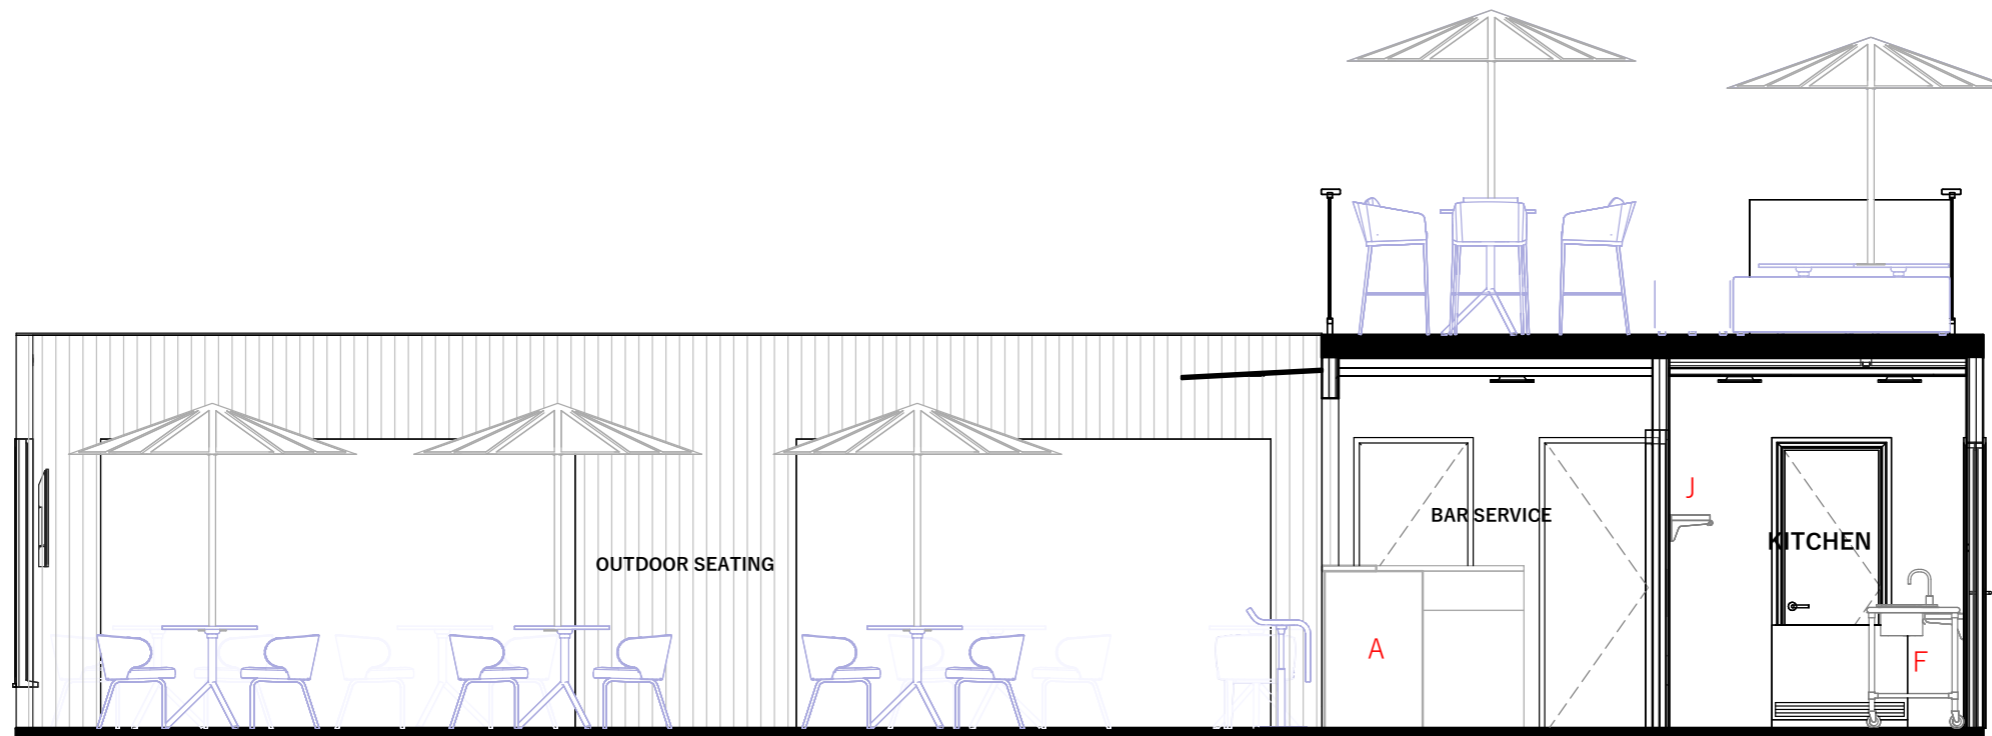 J
BAR SERVICE
KITCHEN
OUTDOOR SEATING
A
F